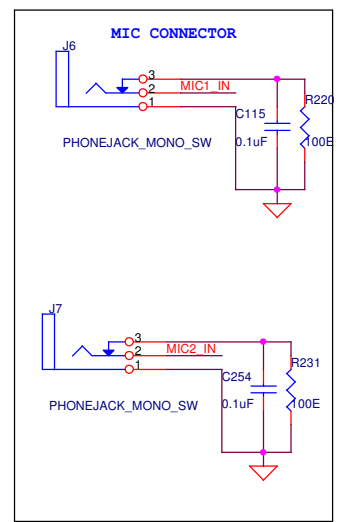 MIC CONNECTOR
J6
3
2
MIC1_IN
1
C115
R220
PHONEJACK_MONO_SW
0.1uF
100E
J7
3
2
MIC2_IN
1
C254
R231
PHONEJACK_MONO_SW
0.1uF
100E